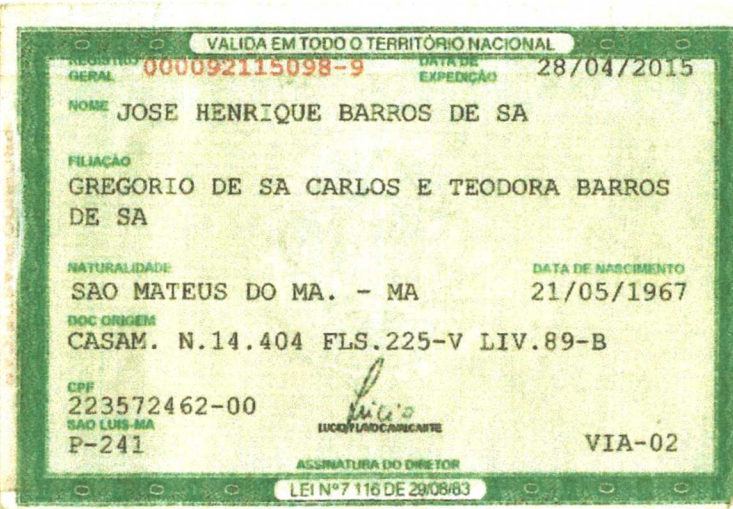 VALIDA EM TODO O TERRITÓRIO NACIONAL
REGISTRO GERAL 000092115098-9 DATA DE EXPEDIÇÃO 28/04/2015
NOME JOSE HENRIQUE BARROS DE SA
FILIAÇÃO
GREGORIO DE SA CARLOS E TEODORA BARROS
DE SA
NATURALIDADE DATA DE NASCIMENTO
SAO MATEUS DO MA. - MA 21/05/1967
DOC ORIGEM
CASAM. N.14.404 FLS.225-V LIV.89-B
CPF
223572462-00
SAO LUIS-MA
P-241 VIA-02
ASSINATURA DO DIRETOR
LEI Nº 7 116 DE 29/08/83